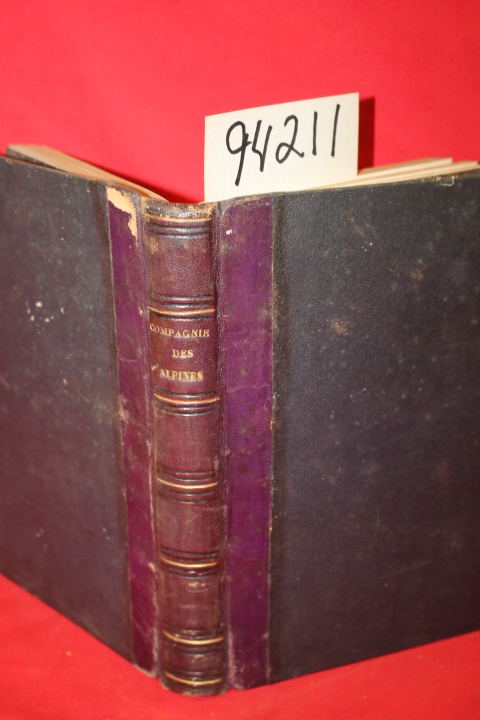 94211
COMPAGNIE
DES
ALPINES